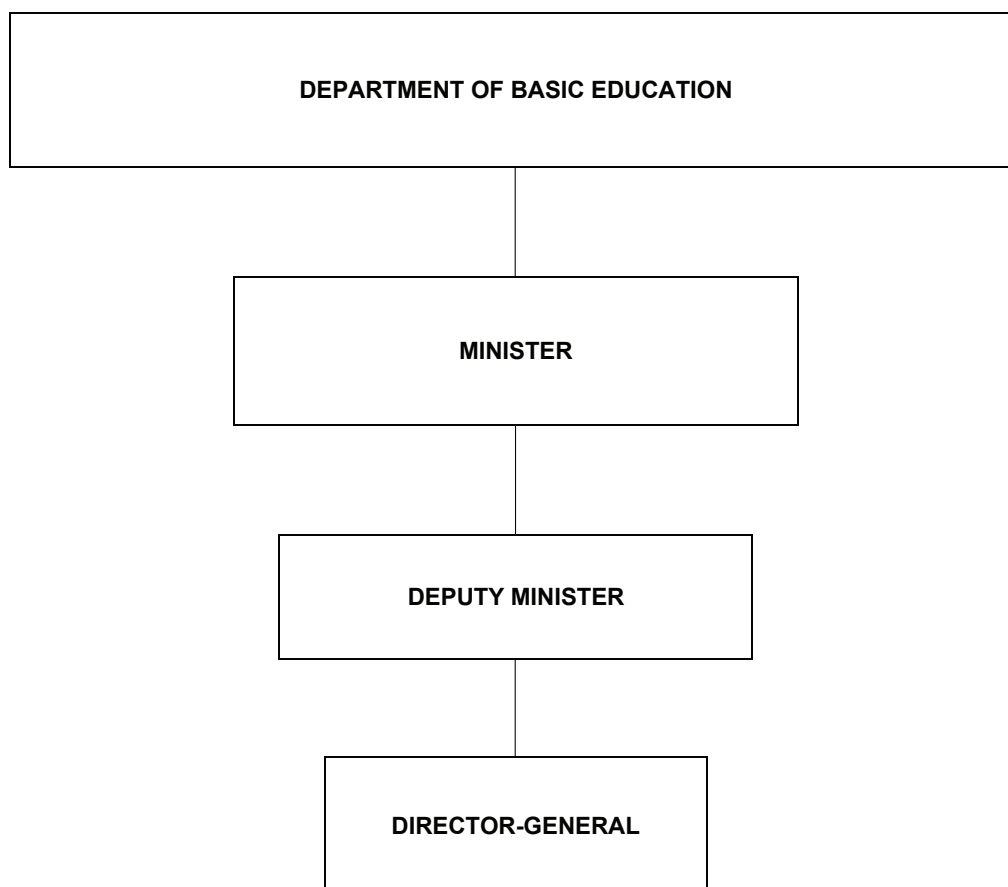 DEPARTMENT OF BASIC EDUCATION
MINISTER
DEPUTY MINISTER
DIRECTOR-GENERAL